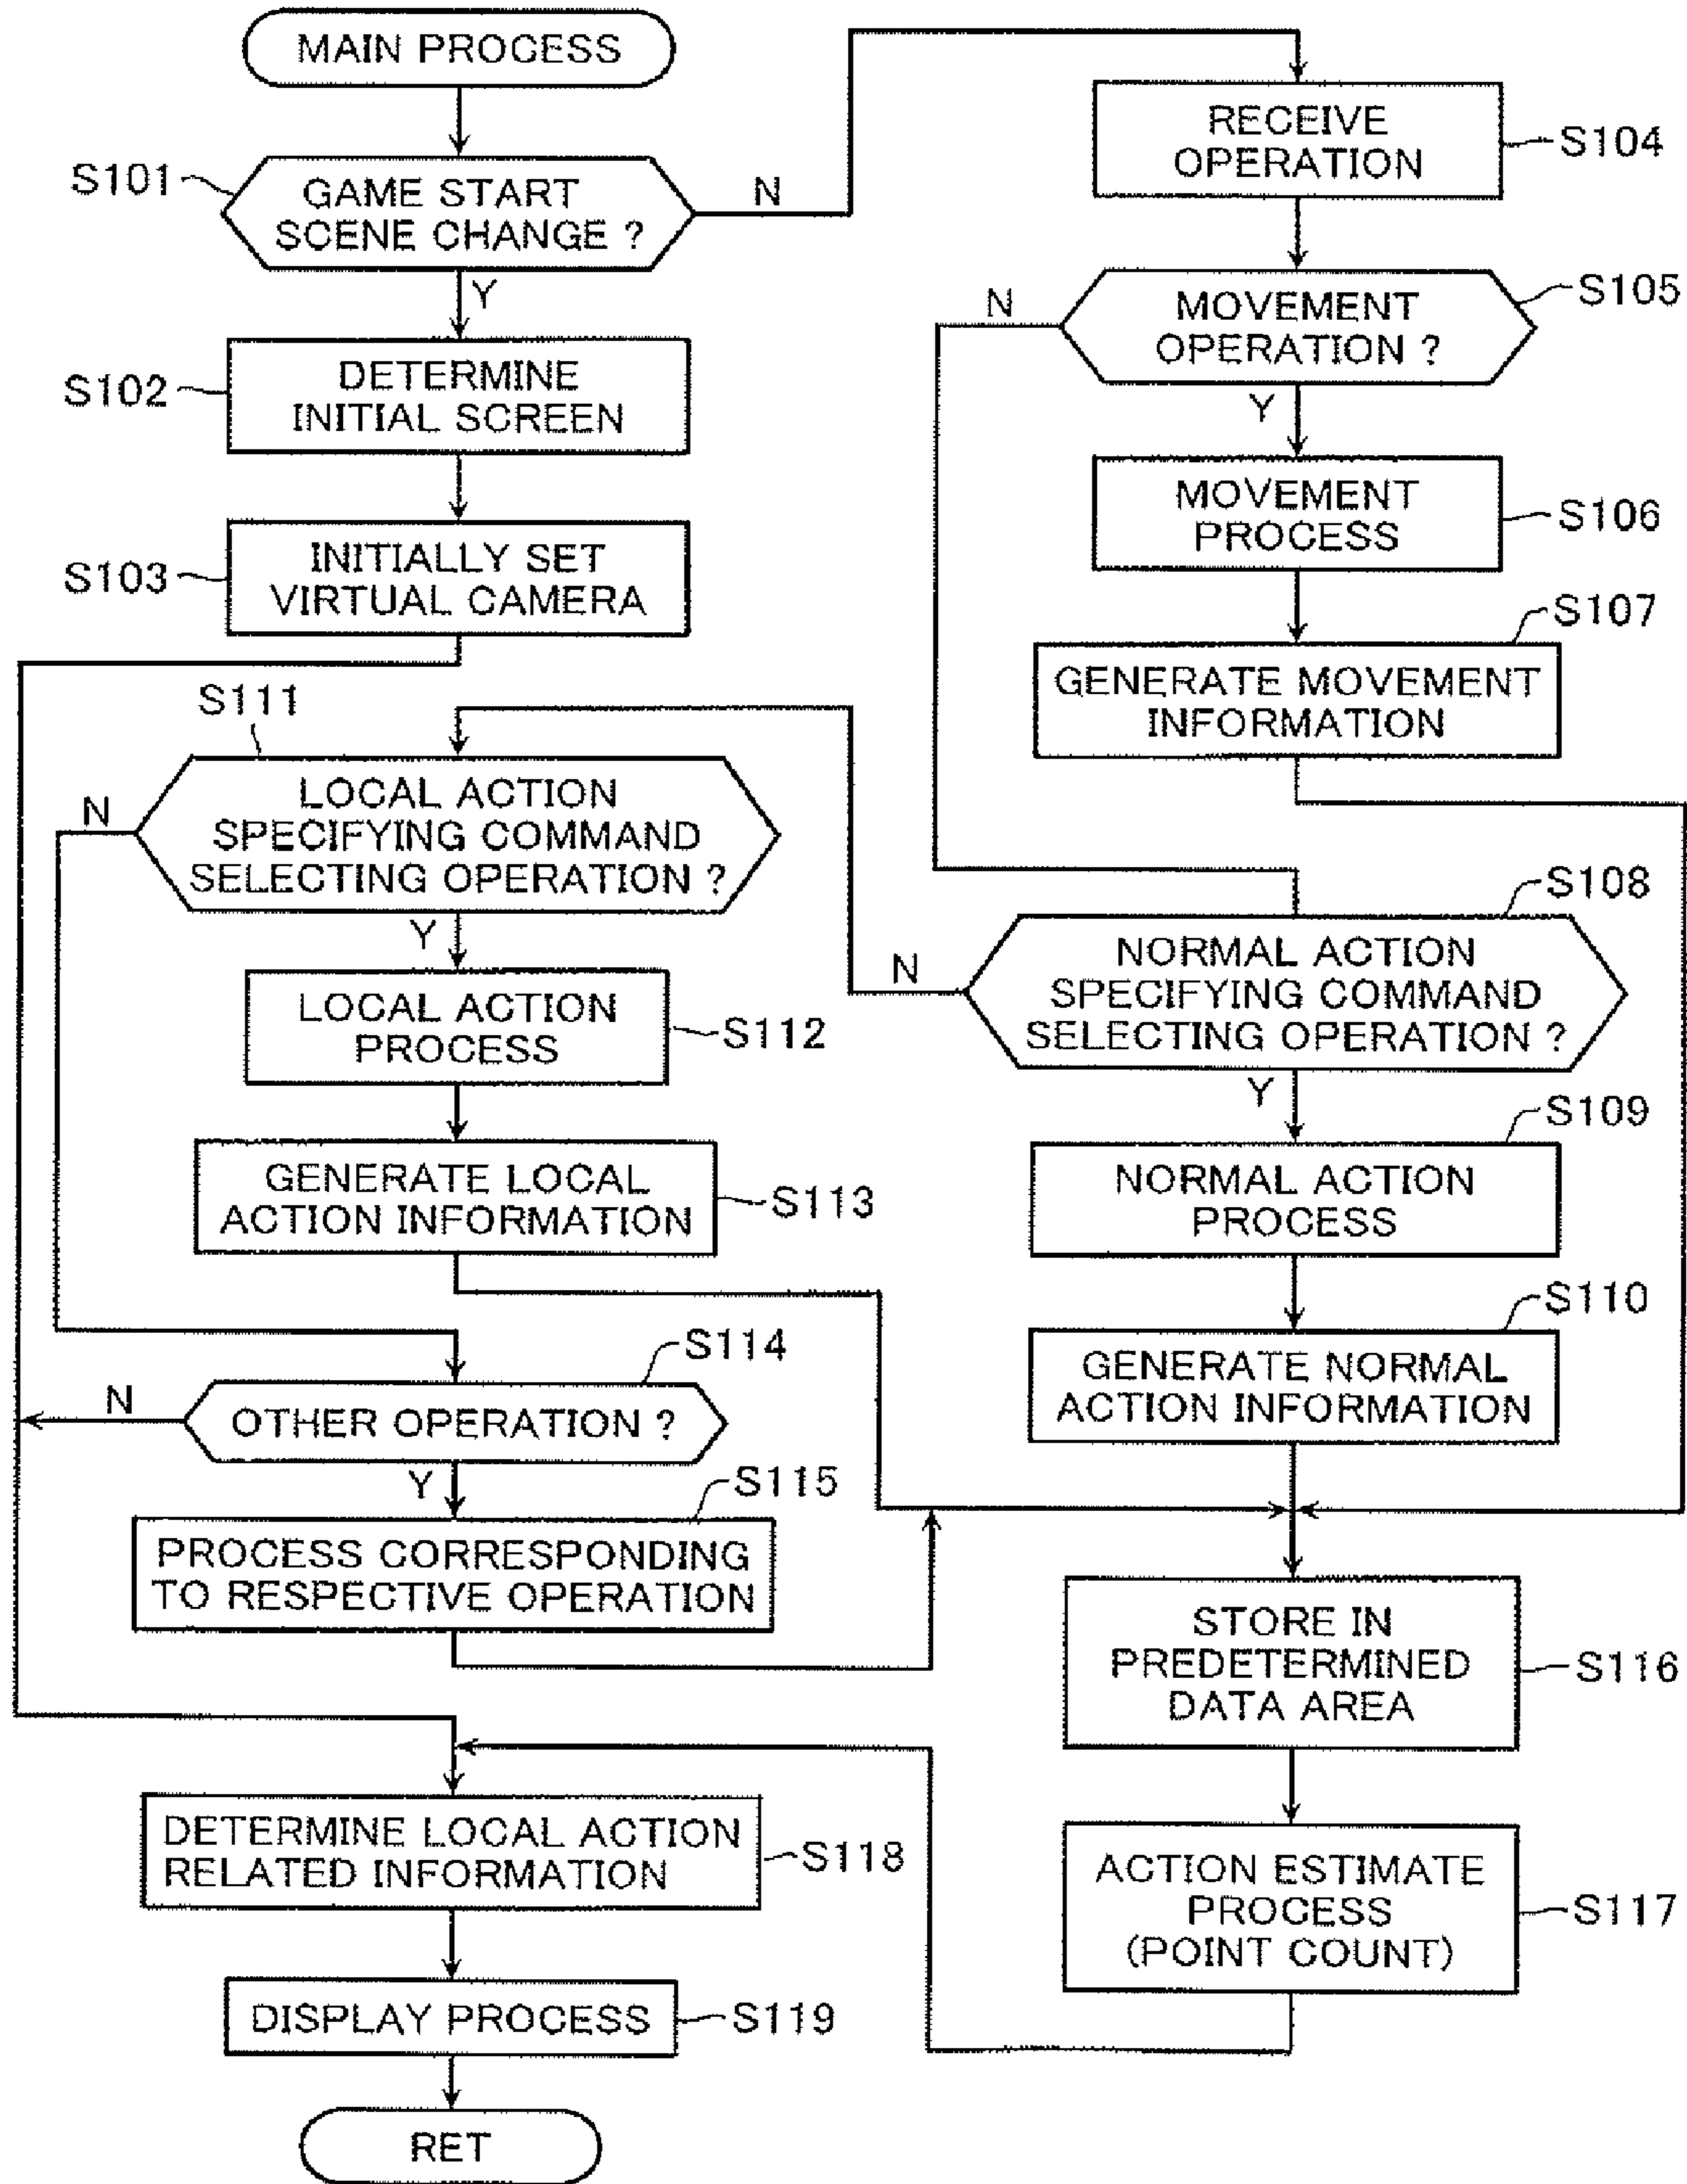 MAIN PROCESS
S101
GAME START
SCENE CHANGE ?
N
Y
S102
DETERMINE
INITIAL SCREEN
S103
INITIALLY SET
VIRTUAL CAMERA
RECEIVE
OPERATION
S104
N
MOVEMENT
OPERATION ?
S105
Y
MOVEMENT
PROCESS
S106
S107
GENERATE MOVEMENT
INFORMATION
S108
NORMAL ACTION
SPECIFYING COMMAND
SELECTING OPERATION ?
N
Y
S109
NORMAL ACTION
PROCESS
S110
GENERATE NORMAL
ACTION INFORMATION
S111
LOCAL ACTION
SPECIFYING COMMAND
SELECTING OPERATION ?
N
Y
LOCAL ACTION
PROCESS
S112
GENERATE LOCAL
ACTION INFORMATION
S113
S114
N
OTHER OPERATION ?
Y
S115
PROCESS CORRESPONDING
TO RESPECTIVE OPERATION
STORE IN
PREDETERMINED
DATA AREA
S116
ACTION ESTIMATE
PROCESS
(POINT COUNT)
S117
DETERMINE LOCAL ACTION
RELATED INFORMATION
S118
DISPLAY PROCESS
S119
RET